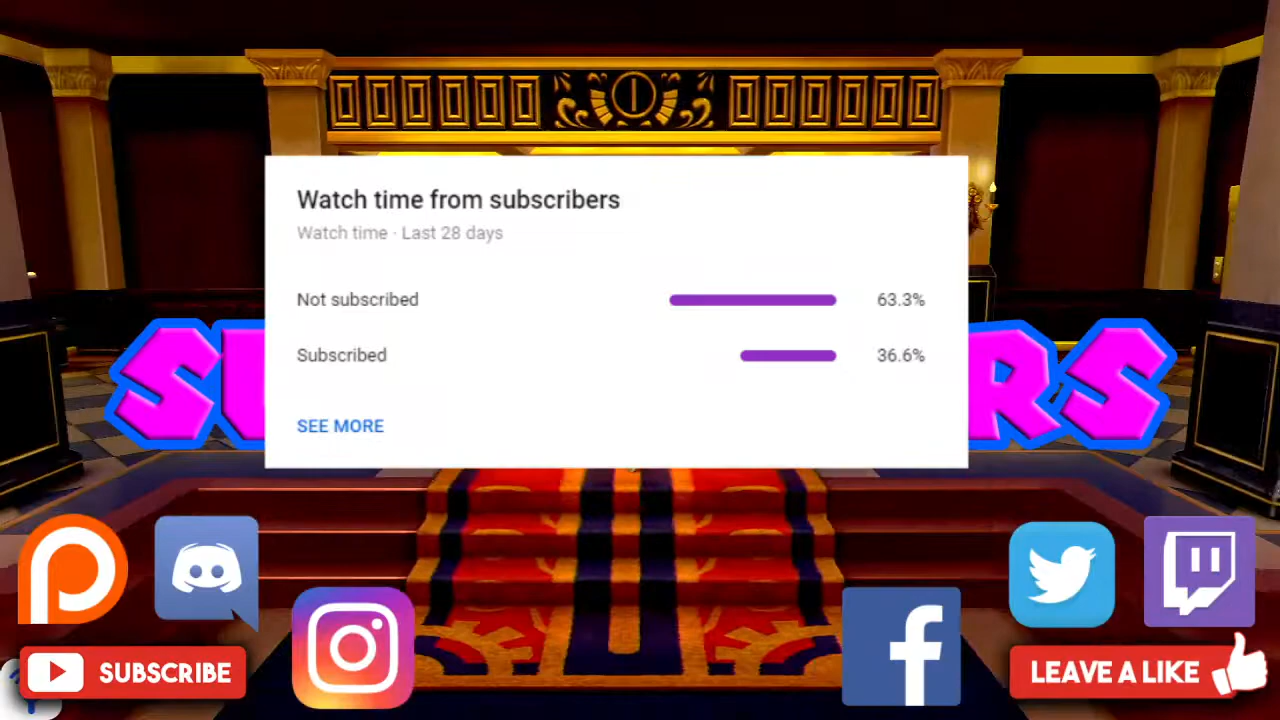 Watch time from subscribers
Watch time · Last 28 days
Not subscribed 63.3%
Subscribed 36.6%
SEE MORE
SUBSCRIBE
LEAVE A LIKE